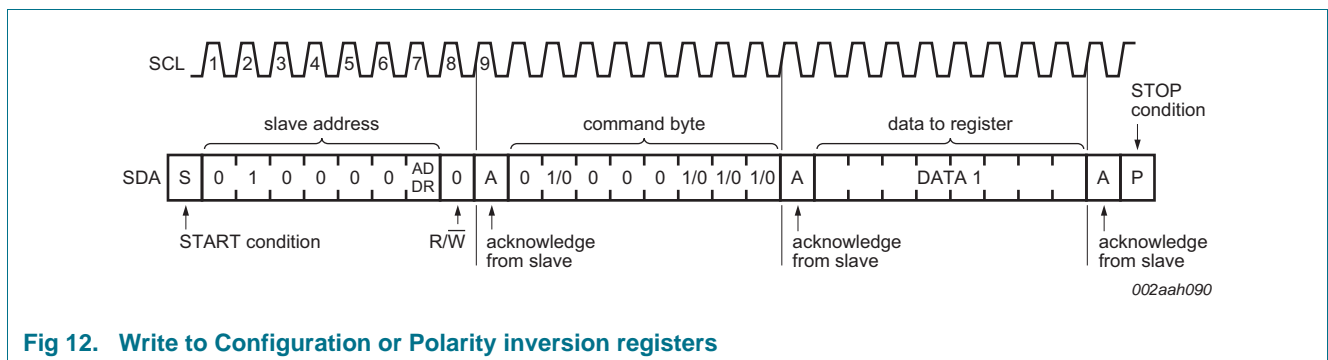 SCL 1 2 3 4 5 6 7 8 9
STOP
condition
slave address command byte data to register
SDA S 0 1 0 0 0 0 AD DR 0 A 0 1/0 0 0 0 1/0 1/0 1/0 A DATA 1 A P
START condition R/W̅ acknowledge from slave acknowledge from slave acknowledge from slave
002aah090
Fig 12. Write to Configuration or Polarity inversion registers